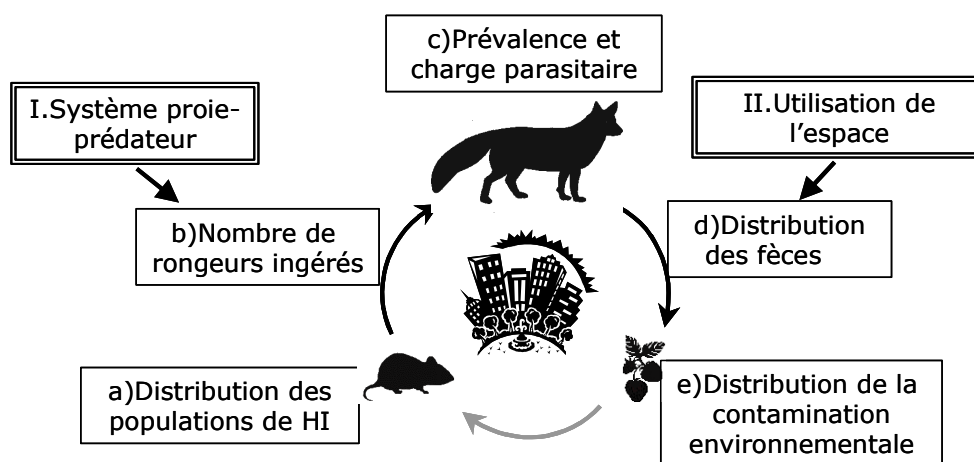 c)Prévalence et
charge parasitaire
I.Système proie-
prédateur
II.Utilisation de
l'espace
b)Nombre de
rongeurs ingérés
d)Distribution
des fèces
a)Distribution des
populations de HI
e)Distribution de la
contamination
environnementale